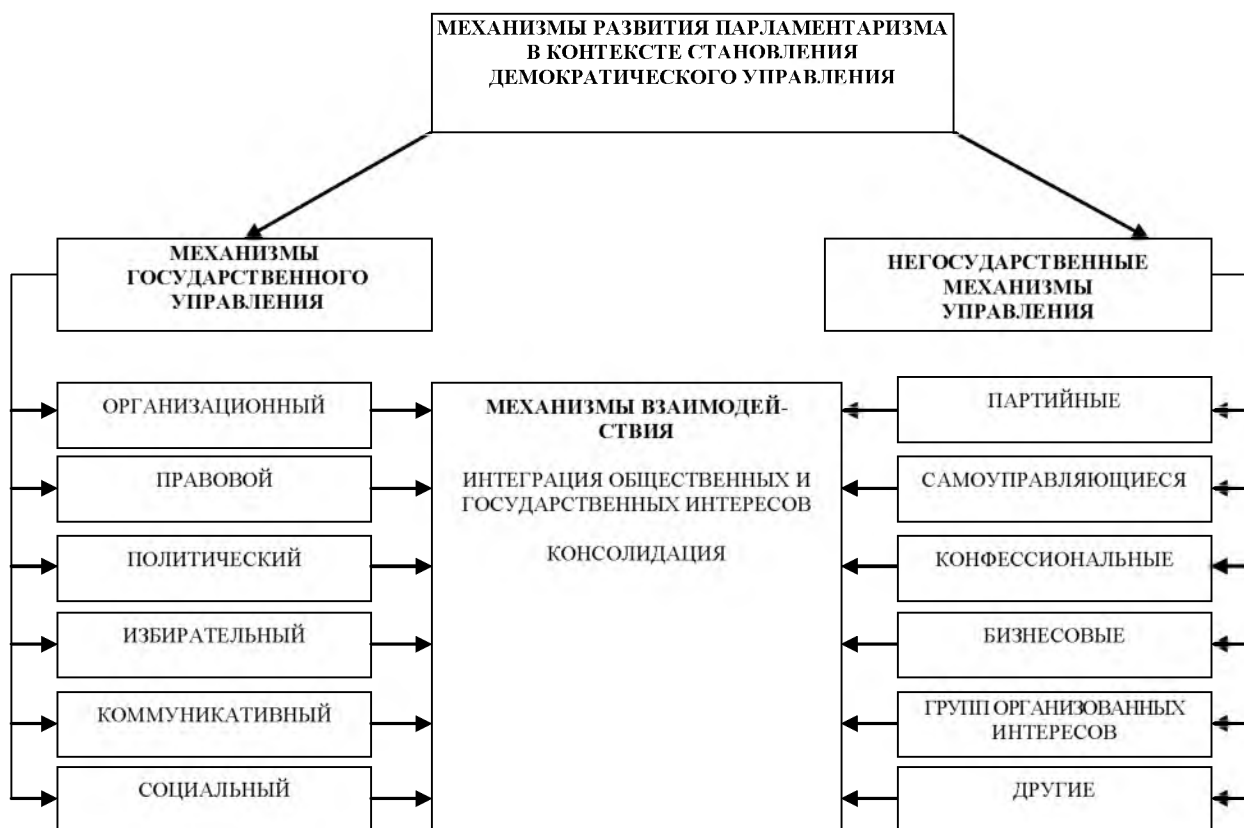 МЕХАНИЗМЫ РАЗВИТИЯ ПАРЛАМЕНТАРИЗМА
В КОНТЕКСТЕ СТАНОВЛЕНИЯ
ДЕМОКРАТИЧЕСКОГО УПРАВЛЕНИЯ
МЕХАНИЗМЫ
ГОСУДАРСТВЕННОГО
УПРАВЛЕНИЯ
НЕГОСУДАРСТВЕННЫЕ
МЕХАНИЗМЫ
УПРАВЛЕНИЯ
ОРГАНИЗАЦИОННЫЙ
ПРАВОВОЙ
ПОЛИТИЧЕСКИЙ
ИЗБИРАТЕЛЬНЫЙ
КОММУНИКАТИВНЫЙ
СОЦИАЛЬНЫЙ
МЕХАНИЗМЫ ВЗАИМОДЕЙ-
СТВИЯ
ИНТЕГРАЦИЯ ОБЩЕСТВЕННЫХ И
ГОСУДАРСТВЕННЫХ ИНТЕРЕСОВ
КОНСОЛИДАЦИЯ
ПАРТИЙНЫЕ
САМОУПРАВЛЯЮЩИЕСЯ
КОНФЕССИОНАЛЬНЫЕ
БИЗНЕСОВЫЕ
ГРУПП ОРГАНИЗОВАННЫХ
ИНТЕРЕСОВ
ДРУГИЕ